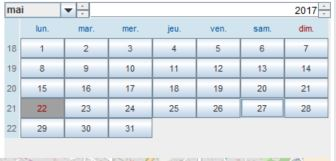 mai 2017
lun. mar. mer. jeu. ven. sam. dim.
18 1 2 3 4 5 6 7
19 8 9 10 11 12 13 14
20 15 16 17 18 19 20 21
21 22 23 24 25 26 27 28
22 29 30 31